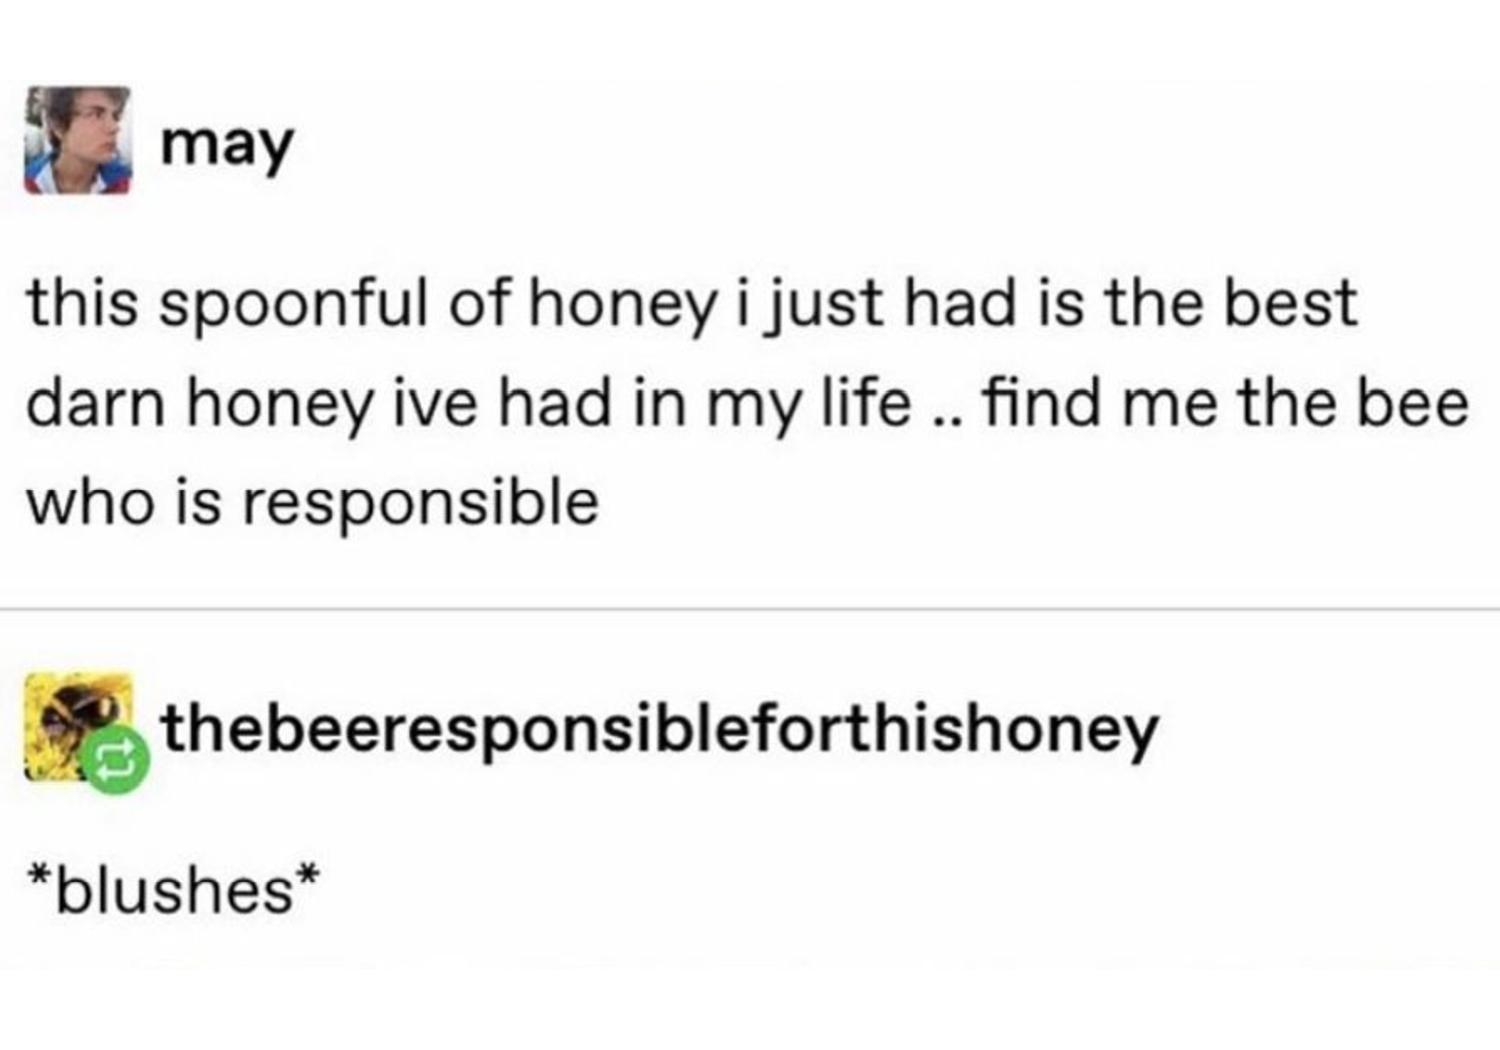 may
this spoonful of honey i just had is the best
darn honey ive had in my life .. find me the bee
who is responsible
thebeeresponsibleforthishoney
*blushes*